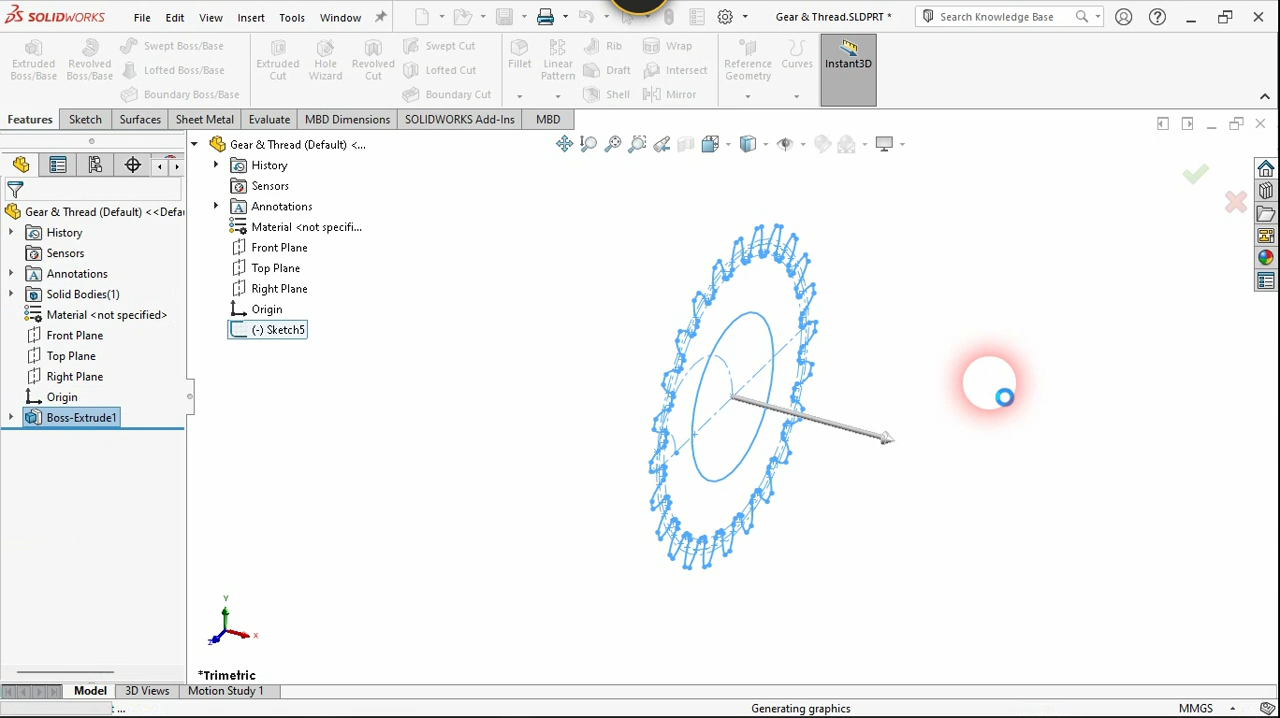 SOLIDWORKS File Edit View Insert Tools Window Gear & Thread.SLDPRT * Search Knowledge Base
Extruded Boss/Base
Revolved Boss/Base
Swept Boss/Base
Lofted Boss/Base
Boundary Boss/Base
Extruded Cut
Hole Wizard
Revolved Cut
Swept Cut
Lofted Cut
Boundary Cut
Fillet
Linear Pattern
Rib
Draft
Shell
Wrap
Intersect
Mirror
Reference Geometry
Curves
Instant3D
Features Sketch Surfaces Sheet Metal Evaluate MBD Dimensions SOLIDWORKS Add-Ins MBD
Gear & Thread (Default) <<Defau
History
Sensors
Annotations
Solid Bodies(1)
Material <not specified>
Front Plane
Top Plane
Right Plane
Origin
Boss-Extrude1
Gear & Thread (Default) <...
History
Sensors
Annotations
Material <not specifi...
Front Plane
Top Plane
Right Plane
Origin
(-) Sketch5
Y
Z
X
*Trimetric
Model 3D Views Motion Study 1
: ... Generating graphics MMGS